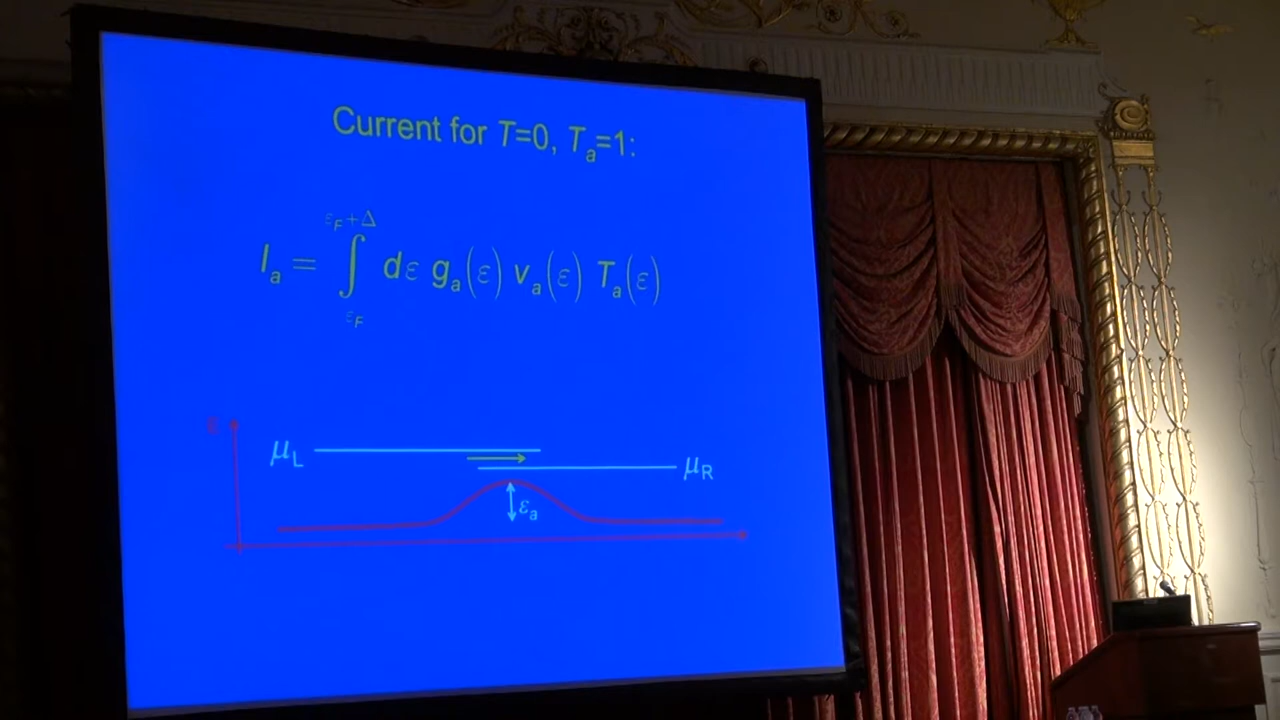 Current for T=0, Tₐ=1:
εF+Δ
Iₐ = ∫ dε gₐ(ε) vₐ(ε) Tₐ(ε)
εF
E
μL
μR
εₐ